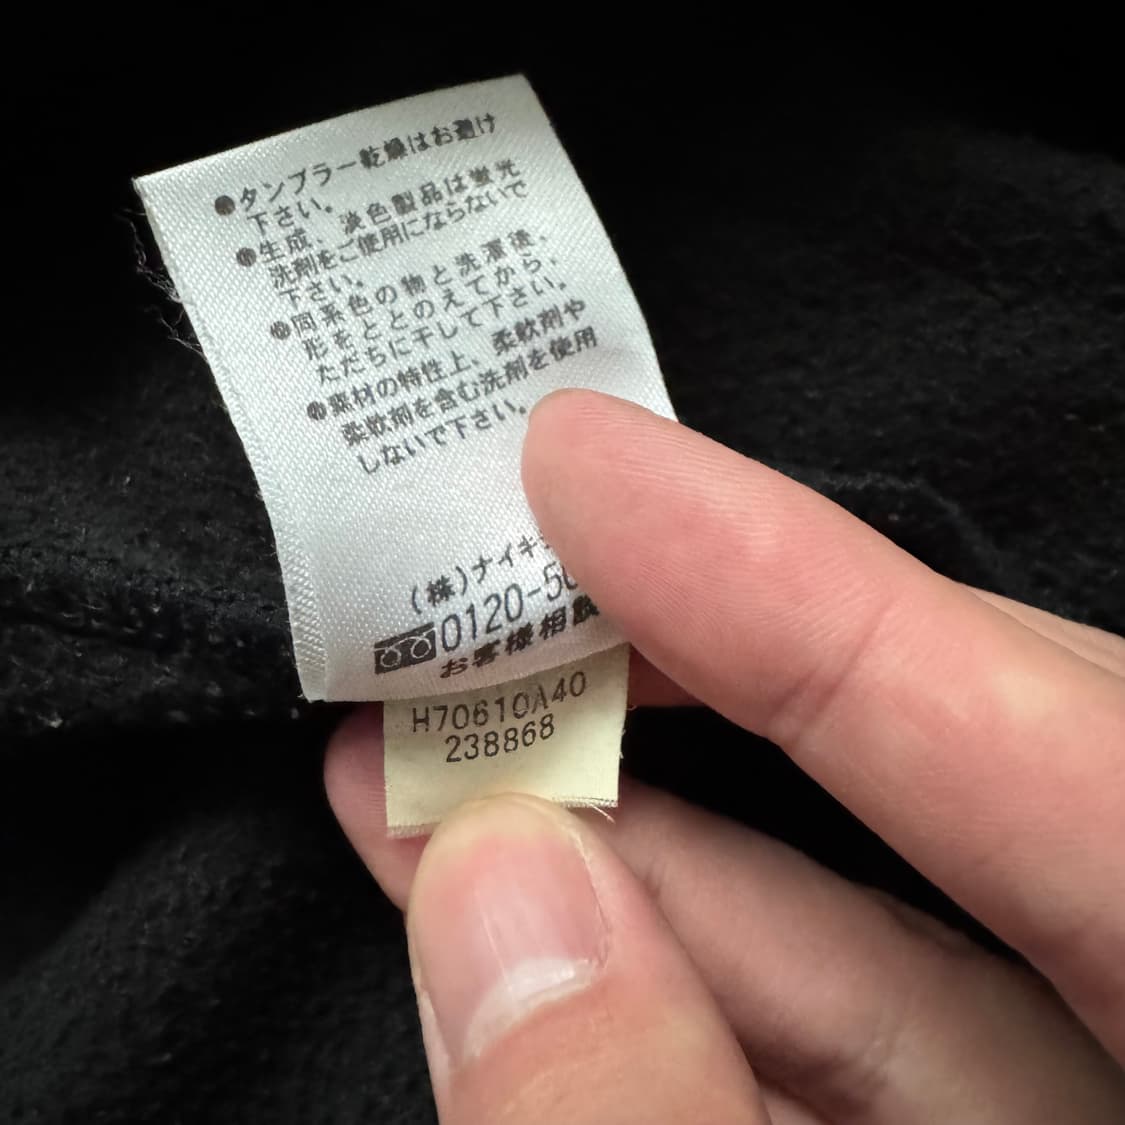 ●タンブラー乾燥はお避け
下さい。
●生成、淡色製品は蛍光
洗剤をご使用にならないで
下さい。
●同系色の物と洗濯後、
形をととのえてから、
ただちに干して下さい。
●素材の特性上、柔軟剤や
柔軟剤を含む洗剤を使用
しないで下さい。
(株)ナイキ
0120-5
お客様相談
H70610A40
238868